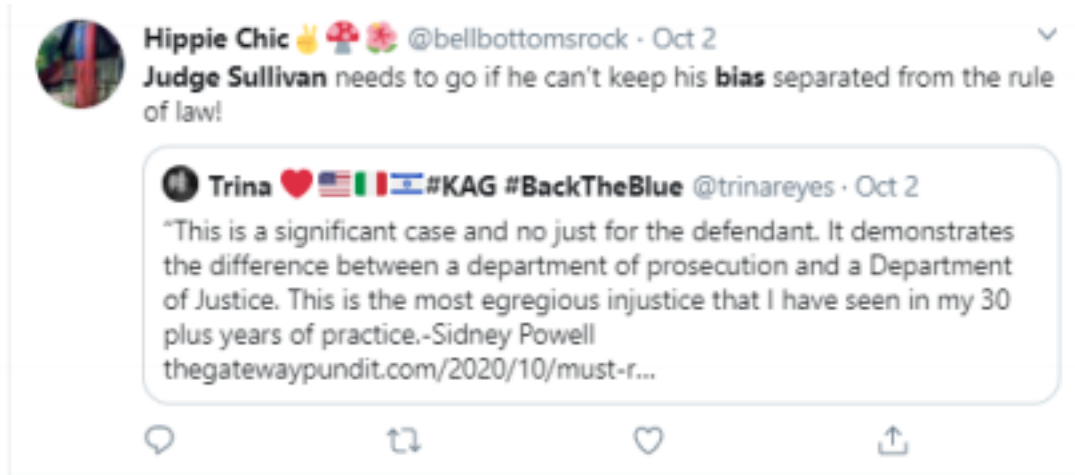 Hippie Chic✌️🍄🌺 @bellbottomsrock · Oct 2
Judge Sullivan needs to go if he can't keep his bias separated from the rule
of law!
Trina ❤️🇺🇸🇮🇹🇮🇱#KAG #BackTheBlue @trinareyes · Oct 2
"This is a significant case and no just for the defendant. It demonstrates
the difference between a department of prosecution and a Department
of Justice. This is the most egregious injustice that I have seen in my 30
plus years of practice.-Sidney Powell
thegatewaypundit.com/2020/10/must-r...